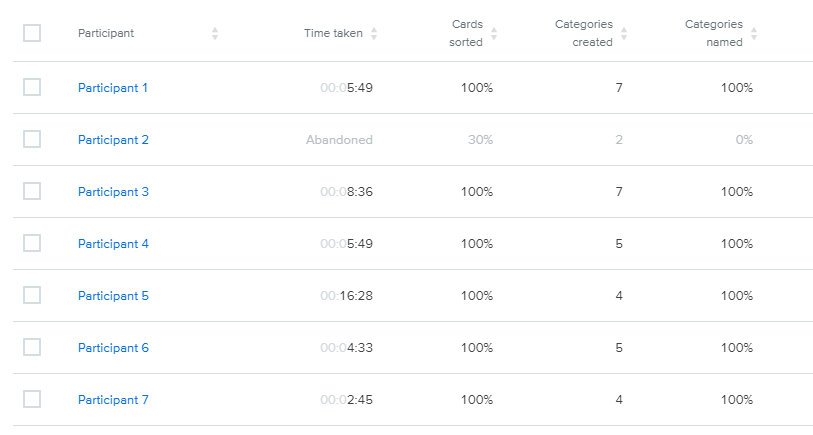 Participant Time taken Cards sorted Categories created Categories named
Participant 1 00:05:49 100% 7 100%
Participant 2 Abandoned 30% 2 0%
Participant 3 00:08:36 100% 7 100%
Participant 4 00:05:49 100% 5 100%
Participant 5 00:16:28 100% 4 100%
Participant 6 00:04:33 100% 5 100%
Participant 7 00:02:45 100% 4 100%